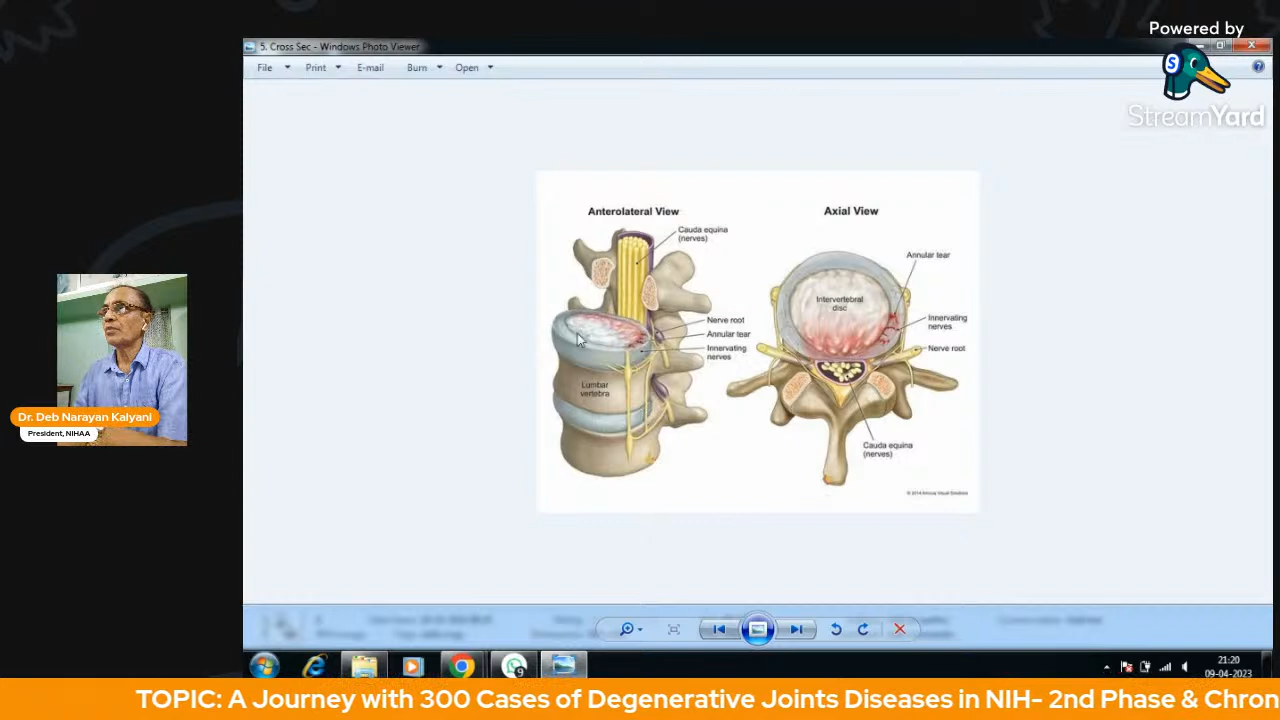 Powered by
StreamYard
5. Cross Sec - Windows Photo Viewer
File Print E-mail Burn Open
Anterolateral View
Axial View
Cauda equina
(nerves)
Nerve root
Annular tear
Innervating
nerves
Lumbar
vertebra
Annular tear
Intervertebral
disc
Innervating
nerves
Nerve root
Cauda equina
(nerves)
Dr. Deb Narayan Kalyani
President, NIHAA
9
21:20
09-04-2023
TOPIC: A Journey with 300 Cases of Degenerative Joints Diseases in NIH- 2nd Phase & Chron